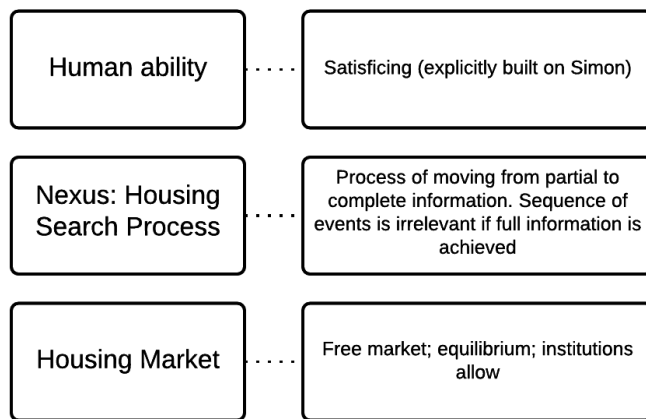 Human ability
Satisficing (explicitly built on Simon)
Nexus: Housing
Search Process
Process of moving from partial to
complete information. Sequence of
events is irrelevant if full information is
achieved
Housing Market
Free market; equilibrium; institutions
allow